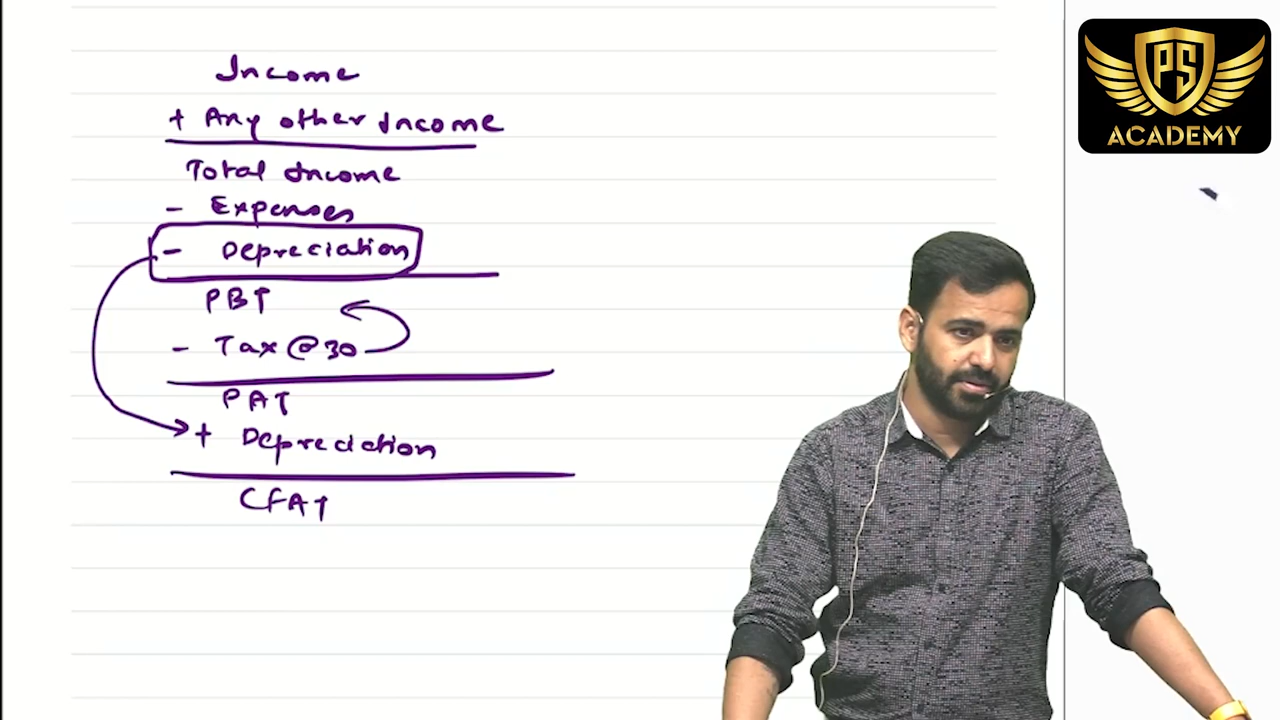 Income
+ Any other Income
Total Income
- Expenses
- Depreciation
PBT
- Tax @ 30
PAT
+ Depreciation
CFAT
PS
ACADEMY